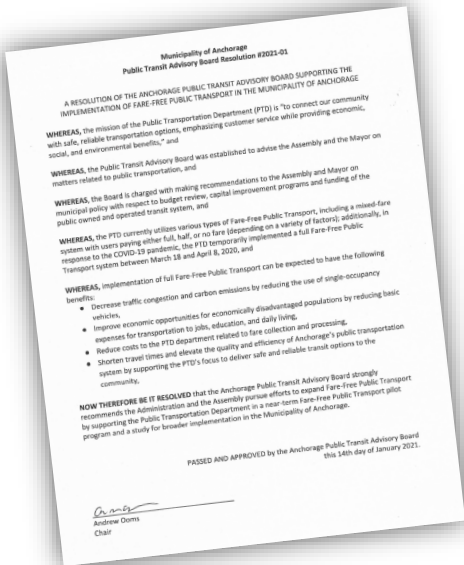 Municipality of Anchorage
Public Transit Advisory Board Resolution #2021-01
A RESOLUTION OF THE ANCHORAGE PUBLIC TRANSIT ADVISORY BOARD SUPPORTING THE
IMPLEMENTATION OF FARE-FREE PUBLIC TRANSPORT IN THE MUNICIPALITY OF ANCHORAGE
WHEREAS, the mission of the Public Transportation Department (PTD) is "to connect our community
with safe, reliable transportation options, emphasizing customer service while providing economic,
social, and environmental benefits," and
WHEREAS, the Public Transit Advisory Board was established to advise the Assembly and the Mayor on
matters related to public transportation, and
WHEREAS, the Board is charged with making recommendations to the Assembly and Mayor on
municipal policy with respect to budget review, capital improvement programs and funding of the
public owned and operated transit system, and
WHEREAS, the PTD currently utilizes various types of Fare-Free Public Transport, including a mixed-fare
system with users paying either full, half, or no fare (depending on a variety of factors); additionally, in
response to the COVID-19 pandemic, the PTD temporarily implemented a full Fare-Free Public
Transport system between March 18 and April 8, 2020, and
WHEREAS, implementation of full Fare-Free Public Transport can be expected to have the following
benefits:
● Decrease traffic congestion and carbon emissions by reducing the use of single-occupancy
vehicles,
● Improve economic opportunities for economically disadvantaged populations by reducing basic
expenses for transportation to jobs, education, and daily living,
● Reduce costs to the PTD department related to fare collection and processing,
● Shorten travel times and elevate the quality and efficiency of Anchorage's public transportation
system by supporting the PTD's focus to deliver safe and reliable transit options to the
community,
NOW THEREFORE BE IT RESOLVED that the Anchorage Public Transit Advisory Board strongly
recommends the Administration and the Assembly pursue efforts to expand Fare-Free Public Transport
by supporting the Public Transportation Department in a near-term Fare-Free Public Transport pilot
program and a study for broader implementation in the Municipality of Anchorage.
PASSED AND APPROVED by the Anchorage Public Transit Advisory Board
this 14th day of January 2021.
Andrew Ooms
Chair